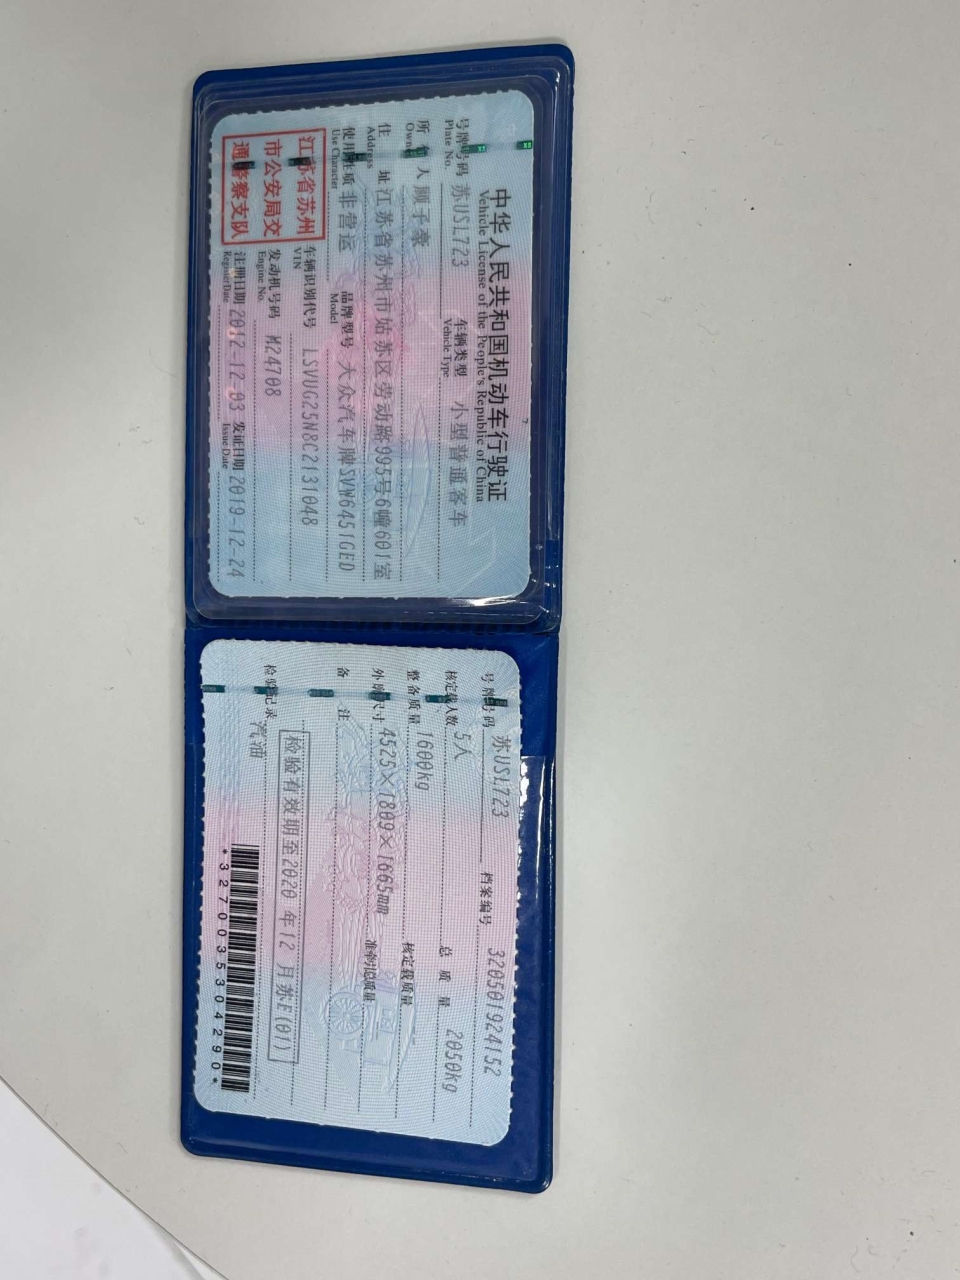 中华人民共和国机动车行驶证
Vehicle License of the People's Republic of China
号牌号码 苏USL723 车辆类型 小型普通客车
Plate No. Vehicle Type
所有人 顾予豪
Owner
住址 江苏省苏州市姑苏区劳动路995号6幢601室
Address
使用性质 非营运 品牌型号 大众汽车牌SVW6451GED
Use Character Model
江苏省苏州
市公安局交
通警察支队
车辆识别代号 LSVUG25N8C2131048
VIN
发动机号码 M24708
Engine No.
注册日期 2012-12-03 发证日期 2019-12-24
Register Date Issue Date
号牌号码 苏USL723 档案编号 320501924152
核定载人数 5人 总质量 2050kg
整备质量 1600kg 核定载质量
外廓尺寸 4525×1809×1665mm 准牵引总质量
备注
检验有效期至2020年12月苏E(01)
检验记录 汽油
*3270035304290*